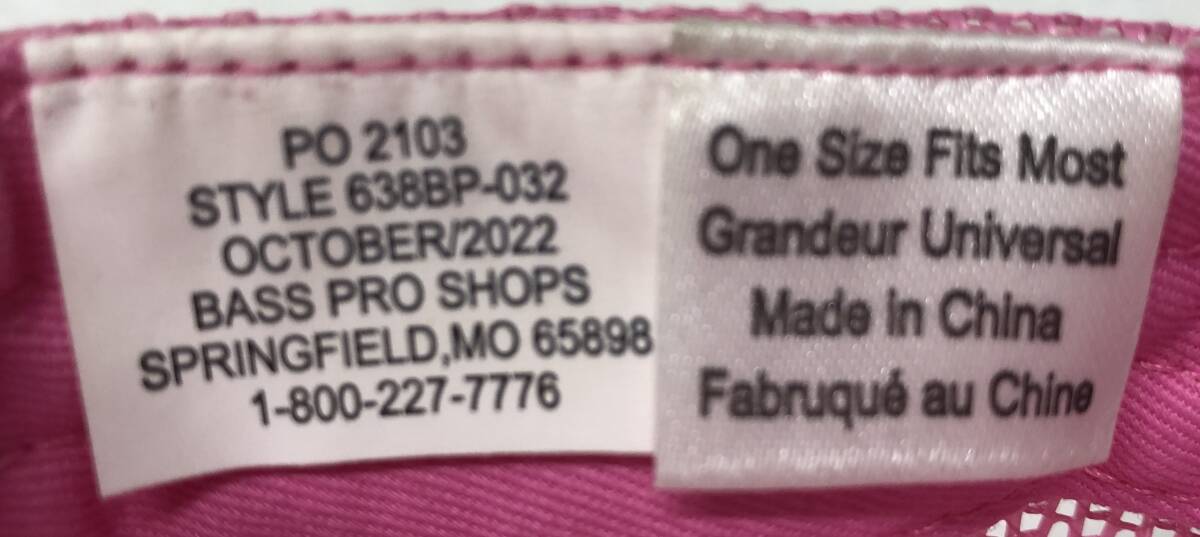 PO 2103
STYLE 638BP-032
OCTOBER/2022
BASS PRO SHOPS
SPRINGFIELD,MO 65898
1-800-227-7776
One Size Fits Most
Grandeur Universal
Made in China
Fabruqué au Chine